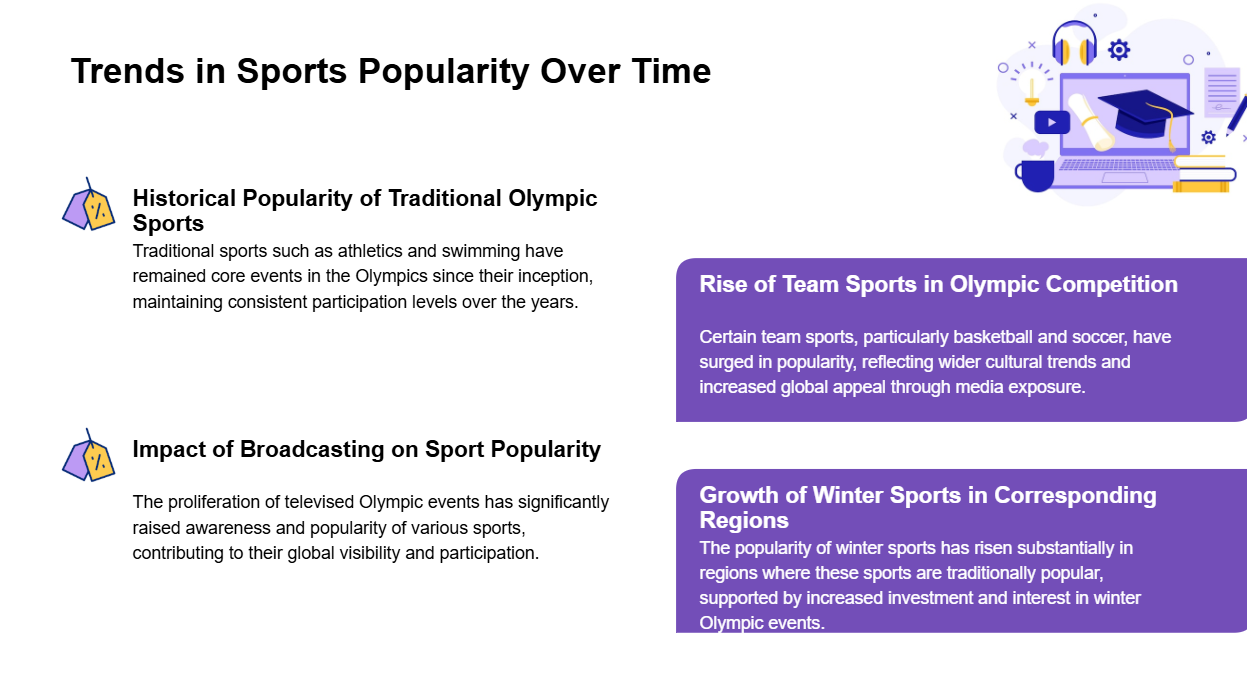 Trends in Sports Popularity Over Time
Historical Popularity of Traditional Olympic
Sports
Traditional sports such as athletics and swimming have
remained core events in the Olympics since their inception,
maintaining consistent participation levels over the years.
Impact of Broadcasting on Sport Popularity
The proliferation of televised Olympic events has significantly
raised awareness and popularity of various sports,
contributing to their global visibility and participation.
Rise of Team Sports in Olympic Competition
Certain team sports, particularly basketball and soccer, have
surged in popularity, reflecting wider cultural trends and
increased global appeal through media exposure.
Growth of Winter Sports in Corresponding
Regions
The popularity of winter sports has risen substantially in
regions where these sports are traditionally popular,
supported by increased investment and interest in winter
Olympic events.